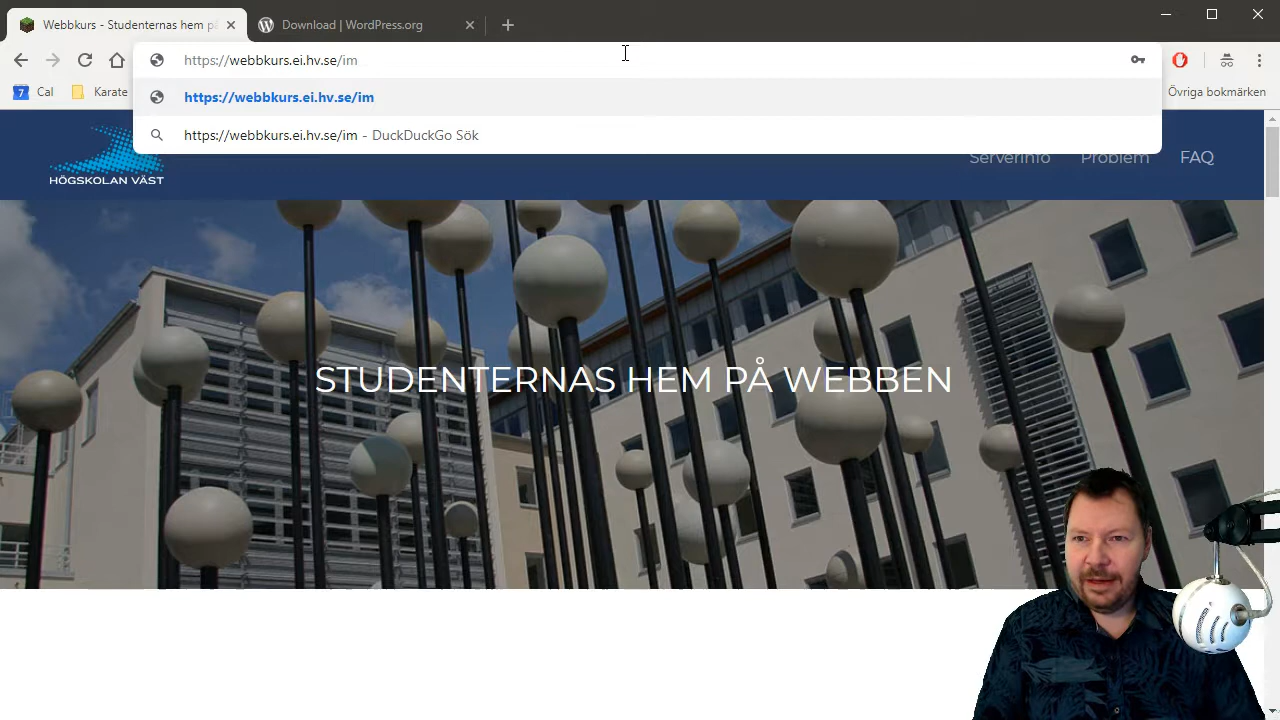 Webbkurs - Studenternas hem på
Download | WordPress.org
https://webbkurs.ei.hv.se/im
7 Cal
Karate
https://webbkurs.ei.hv.se/im
Övriga bokmärken
https://webbkurs.ei.hv.se/im - DuckDuckGo Sök
HÖGSKOLAN VÄST
Serverinfo
Problem
FAQ
STUDENTERNAS HEM PÅ WEBBEN